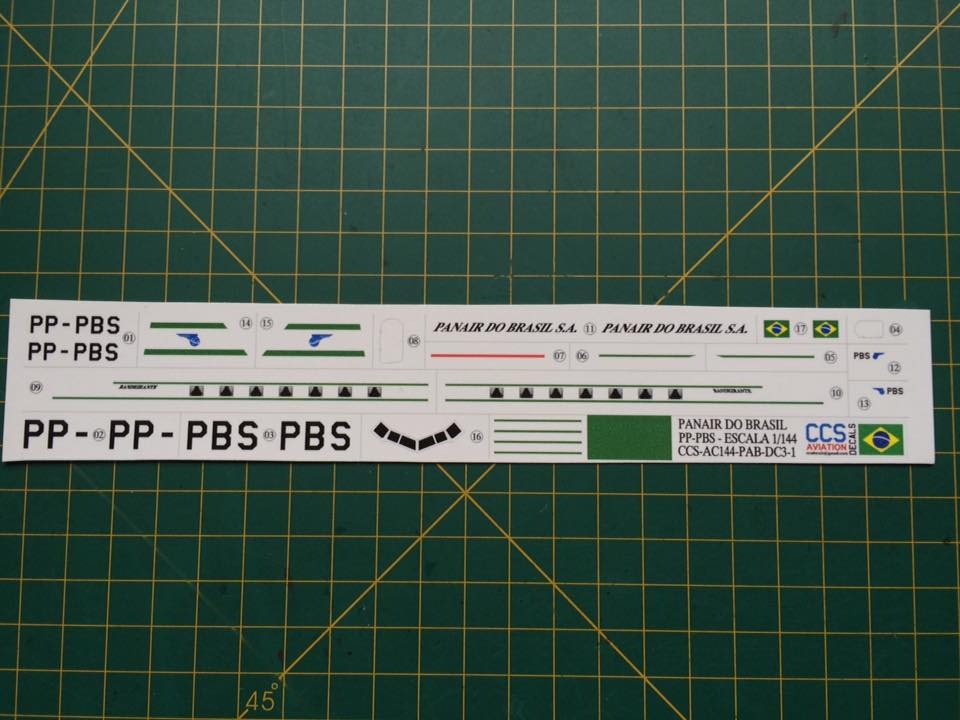 PP-PBS 01
PP-PBS
14 15
08
PANAIR DO BRASIL S.A. 11 PANAIR DO BRASIL S.A.
17
04
07 06
05
PBS
12
09
BANDEIRANTE
BANDEIRANTE
10
PBS
13
PP- 02 PP- PBS 03 PBS
16
PANAIR DO BRASIL
PP-PBS - ESCALA 1/144
CCS-AC144-PAB-DC3-1
CCS
AVIATION
DECALS
45°